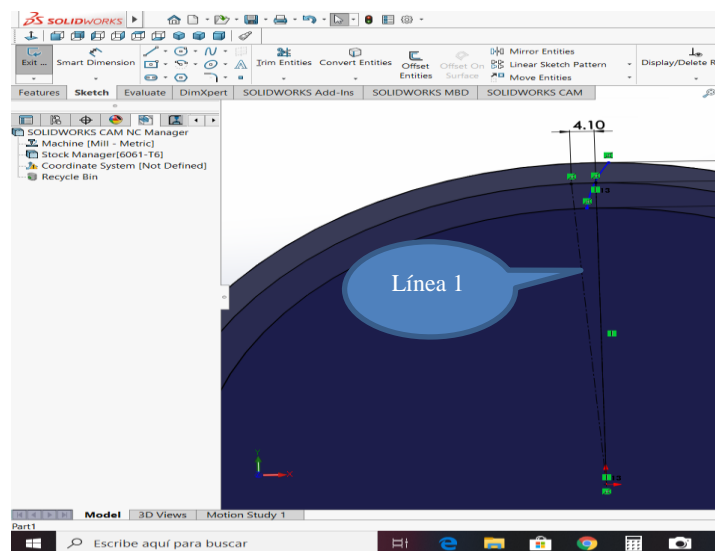 SOLIDWORKS
Exit ...
Smart Dimension
Trim Entities
Convert Entities
Offset
Entities
Offset On
Surface
Mirror Entities
Linear Sketch Pattern
Move Entities
Display/Delete R
Features
Sketch
Evaluate
DimXpert
SOLIDWORKS Add-Ins
SOLIDWORKS MBD
SOLIDWORKS CAM
SOLIDWORKS CAM NC Manager
Machine [Mill - Metric]
Stock Manager[6061-T6]
Coordinate System [Not Defined]
Recycle Bin
4.10
Línea 1
Model
3D Views
Motion Study 1
Part1
Escribe aquí para buscar